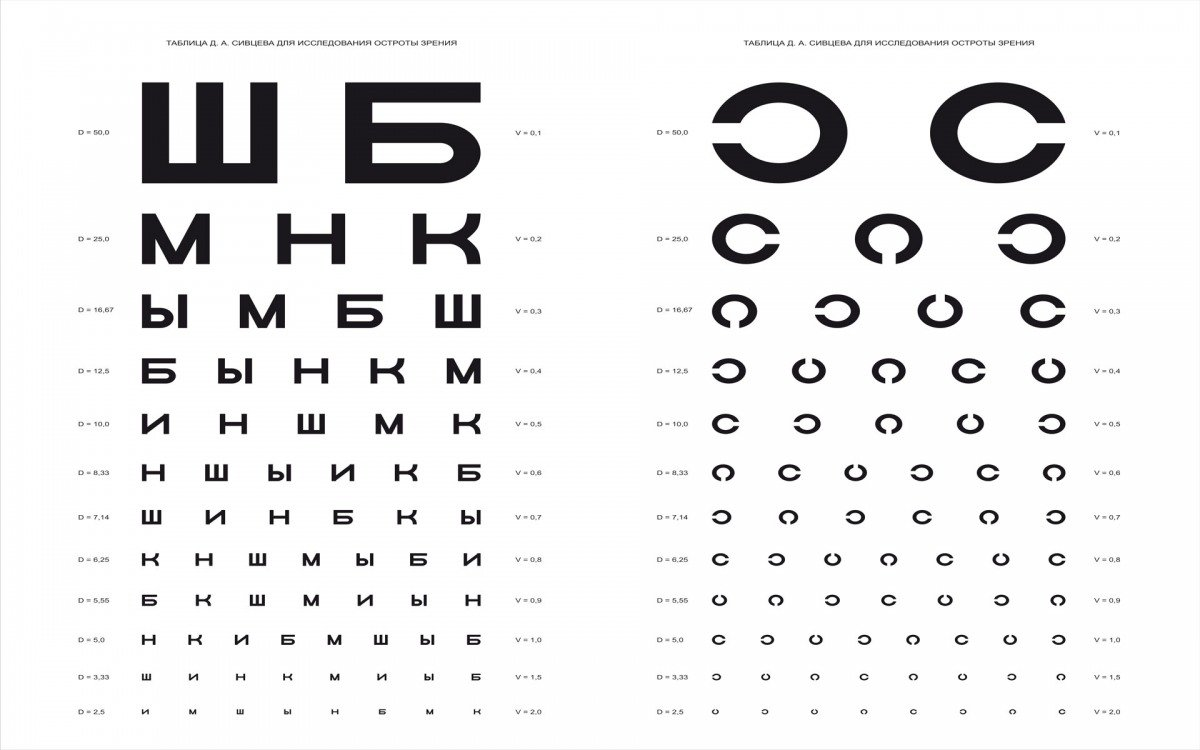 ТАБЛИЦА Д. А. СИВЦЕВА ДЛЯ ИССЛЕДОВАНИЯ ОСТРОТЫ ЗРЕНИЯ
D = 50,0 Ш Б V = 0,1
D = 25,0 М Н К V = 0,2
D = 16,67 Ы М Б Ш V = 0,3
D = 12,5 Б Ы Н К М V = 0,4
D = 10,0 И Н Ш М К V = 0,5
D = 8,33 Н Ш Ы И К Б V = 0,6
D = 7,14 Ш И Н Б К Ы V = 0,7
D = 6,25 К Н Ш М Ы Б И V = 0,8
D = 5,55 Б К Ш М И Ы Н V = 0,9
D = 5,0 Н К И Б М Ш Ы Б V = 1,0
D = 3,33 Ш И Н К М И Ы Б V = 1,5
D = 2,5 И М Ш Ы Н Б М К V = 2,0
ТАБЛИЦА Д. А. СИВЦЕВА ДЛЯ ИССЛЕДОВАНИЯ ОСТРОТЫ ЗРЕНИЯ
D = 50,0 V = 0,1
D = 25,0 V = 0,2
D = 16,67 V = 0,3
D = 12,5 V = 0,4
D = 10,0 V = 0,5
D = 8,33 V = 0,6
D = 7,14 V = 0,7
D = 6,25 V = 0,8
D = 5,55 V = 0,9
D = 5,0 V = 1,0
D = 3,33 V = 1,5
D = 2,5 V = 2,0